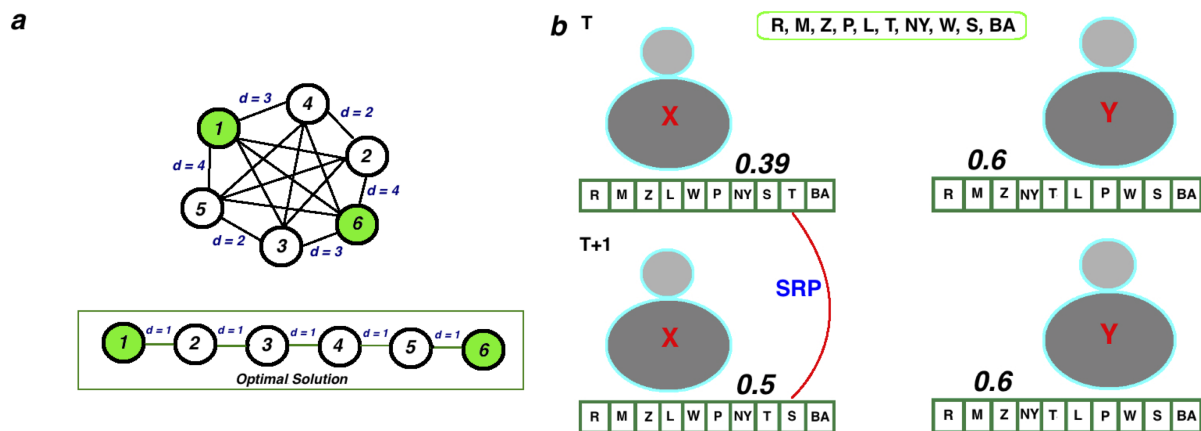 a
4
d = 3
d = 2
1
2
d = 4
d = 4
5
6
d = 2
3
d = 3
d = 1 d = 1 d = 1 d = 1 d = 1
1 2 3 4 5 6
Optimal Solution
b
T
R, M, Z, P, L, T, NY, W, S, BA
X
Y
0.39
0.6
R M Z L W P NY S T BA
R M Z NY T L P W S BA
T+1
SRP
X
Y
0.5
0.6
R M Z L W P NY T S BA
R M Z NY T L P W S BA